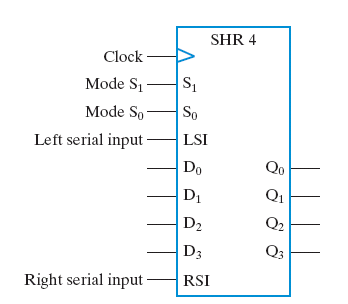 SHR 4
Clock
Mode S₁ S₁
Mode S₀ S₀
Left serial input LSI
D₀ Q₀
D₁ Q₁
D₂ Q₂
D₃ Q₃
Right serial input RSI